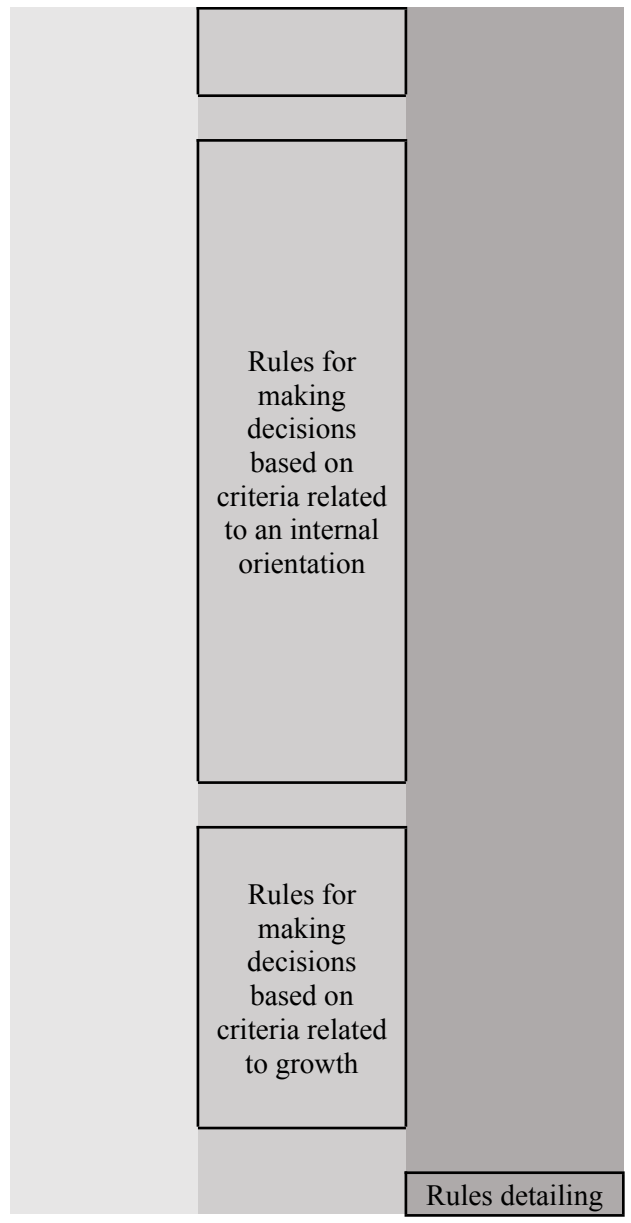 Rules for
making
decisions
based on
criteria related
to an internal
orientation
Rules for
making
decisions
based on
criteria related
to growth
Rules detailing